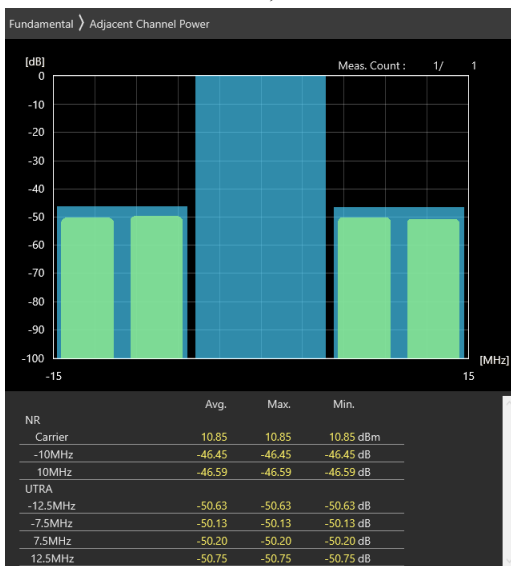 Fundamental 〉 Adjacent Channel Power
[dB] Meas. Count : 1/ 1
0
-10
-20
-30
-40
-50
-60
-70
-80
-90
-100
[MHz]
-15 15
Avg. Max. Min.
NR
Carrier 10.85 10.85 10.85 dBm
-10MHz -46.45 -46.45 -46.45 dB
10MHz -46.59 -46.59 -46.59 dB
UTRA
-12.5MHz -50.63 -50.63 -50.63 dB
-7.5MHz -50.13 -50.13 -50.13 dB
7.5MHz -50.20 -50.20 -50.20 dB
12.5MHz -50.75 -50.75 -50.75 dB